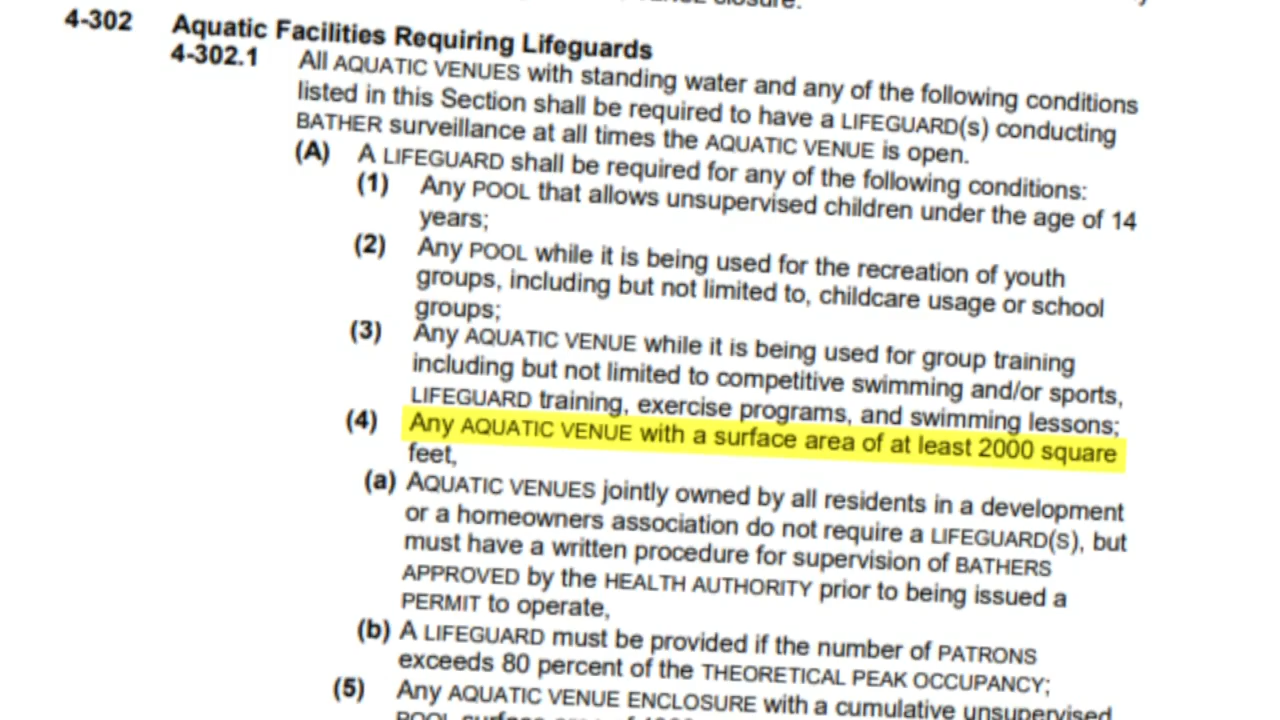 closure.
4-302 Aquatic Facilities Requiring Lifeguards
4-302.1 All AQUATIC VENUES with standing water and any of the following conditions
listed in this Section shall be required to have a LIFEGUARD(s) conducting
BATHER surveillance at all times the AQUATIC VENUE is open.
(A) A LIFEGUARD shall be required for any of the following conditions:
(1) Any POOL that allows unsupervised children under the age of 14
years;
(2) Any POOL while it is being used for the recreation of youth
groups, including but not limited to, childcare usage or school
groups;
(3) Any AQUATIC VENUE while it is being used for group training
including but not limited to competitive swimming and/or sports,
LIFEGUARD training, exercise programs, and swimming lessons;
(4) Any AQUATIC VENUE with a surface area of at least 2000 square
feet,
(a) AQUATIC VENUES jointly owned by all residents in a development
or a homeowners association do not require a LIFEGUARD(S), but
must have a written procedure for supervision of BATHERS
APPROVED by the HEALTH AUTHORITY prior to being issued a
PERMIT to operate,
(b) A LIFEGUARD must be provided if the number of PATRONS
exceeds 80 percent of the THEORETICAL PEAK OCCUPANCY;
(5) Any AQUATIC VENUE ENCLOSURE with a cumulative unsupervised